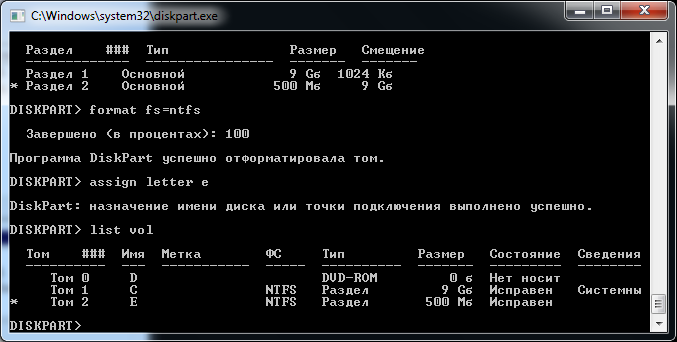 C:\Windows\system32\diskpart.exe
Раздел ### Тип Размер Смещение
------------- ---------------- ------- -------
Раздел 1 Основной 9 Gб 1024 Kб
* Раздел 2 Основной 500 Mб 9 Gб
DISKPART> format fs=ntfs
Завершено (в процентах): 100
Программа DiskPart успешно отформатировала том.
DISKPART> assign letter e
DiskPart: назначение имени диска или точки подключения выполнено успешно.
DISKPART> list vol
Том ### Имя Метка ФС Тип Размер Состояние Сведения
---------- --- ----------- ----- ---------- ------- --------- --------
Том 0 D DVD-ROM 0 б Нет носит
Том 1 C NTFS Раздел 9 Gб Исправен Системны
* Том 2 E NTFS Раздел 500 Mб Исправен
DISKPART>